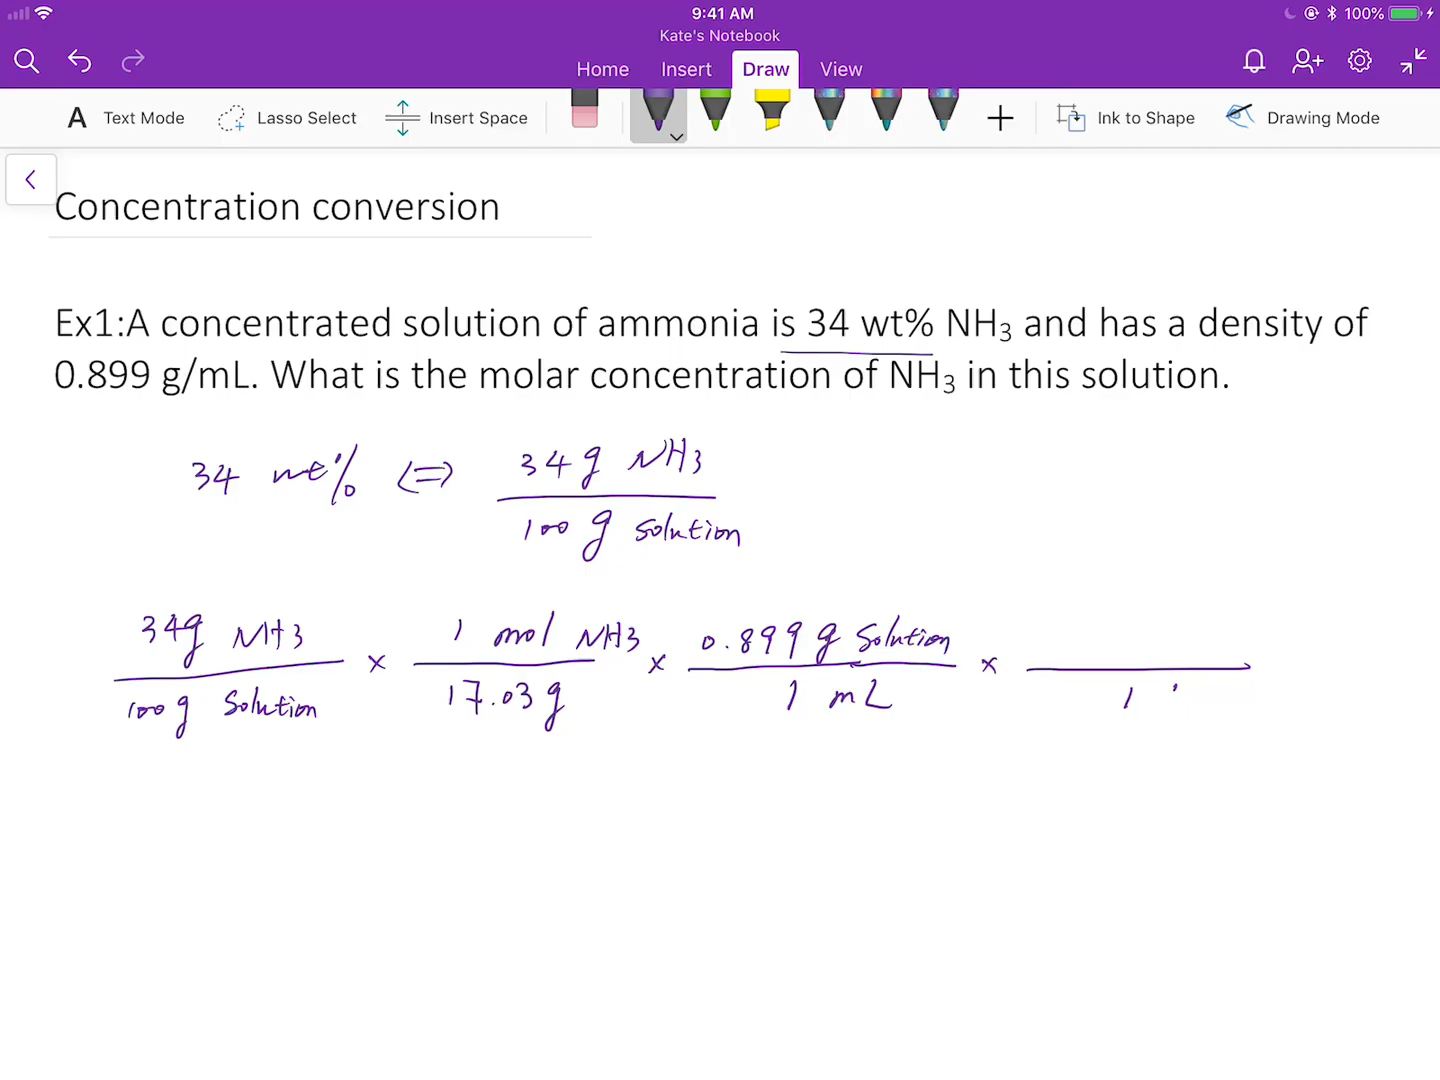 9:41 AM
100%
Kate's Notebook
Home Insert Draw View
A Text Mode Lasso Select Insert Space Ink to Shape Drawing Mode
Concentration conversion
Ex1:A concentrated solution of ammonia is 34 wt% NH₃ and has a density of
0.899 g/mL. What is the molar concentration of NH₃ in this solution.
34 wt% <=> 34g NH3
100 g solution
34g NH3 × 1 mol NH3 × 0.899 g solution ×
100 g solution 17.03 g 1 mL 1